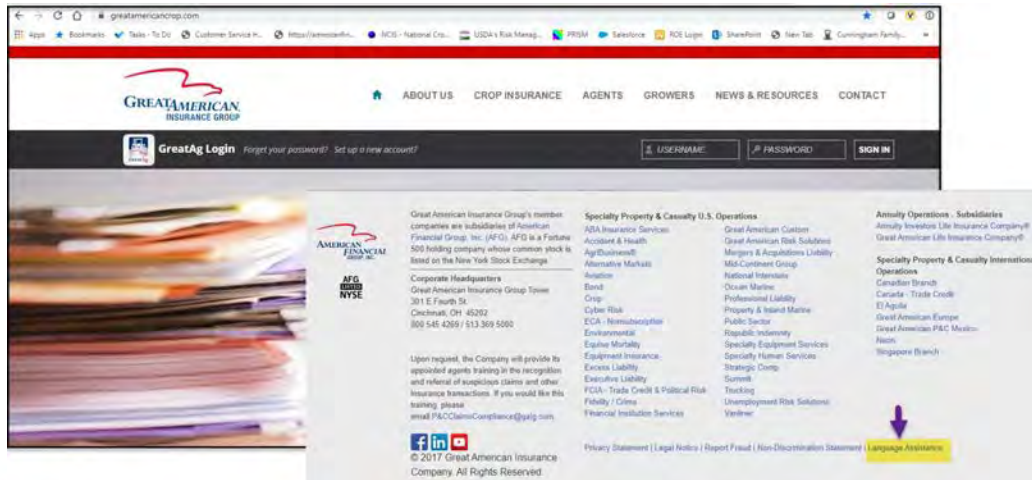 greatamericancrop.com
Apps Bookmarks Tasks - To Do Customer Service H... NCIS - National Cro... USDA's Risk Manag... PRISM Salesforce ROE Login SharePoint New Tab Cunningham Family...
GREATAMERICAN.
INSURANCE GROUP
ABOUT US CROP INSURANCE AGENTS GROWERS NEWS & RESOURCES CONTACT
GreatAg Login Forget your password? Set up a new account? USERNAME PASSWORD SIGN IN
AMERICAN
FINANCIAL
GROUP, INC.
AFG
LISTED
NYSE
Great American Insurance Group's member
companies are subsidiaries of American
Financial Group, Inc. (AFG). AFG is a Fortune
500 holding company whose common stock is
listed on the New York Stock Exchange.
Corporate Headquarters
Great American Insurance Group Tower
301 E Fourth St.
Cincinnati, OH 45202
800 545 4269 / 513 369 5000
Upon request, the Company will provide its
appointed agents training in the recognition
and referral of suspicious claims and other
insurance transactions. If you would like this
training, please
email P&CClaimsCompliance@gaig.com.
© 2017 Great American Insurance
Company. All Rights Reserved
Specialty Property & Casualty U.S. Operations
ABA Insurance Services
Accident & Health
AgriBusiness®
Alternative Markets
Aviation
Bond
Crop
Cyber Risk
ECA - Nonsubscription
Environmental
Equine Mortality
Equipment Insurance
Excess Liability
Executive Liability
FCIA - Trade Credit & Political Risk
Fidelity / Crime
Financial Institution Services
Great American Custom
Great American Risk Solutions
Mergers & Acquisitions Liability
Mid-Continent Group
National Interstate
Ocean Marine
Professional Liability
Property & Inland Marine
Public Sector
Republic Indemnity
Specialty Equipment Services
Specialty Human Services
Strategic Comp
Summit
Trucking
Unemployment Risk Solutions
Vanliner
Annuity Operations - Subsidiaries
Annuity Investors Life Insurance Company®
Great American Life Insurance Company®
Specialty Property & Casualty International
Operations
Canadian Branch
Canada - Trade Credit
El Aguila
Great American Europe
Great American P&C Mexico
Neon
Singapore Branch
Privacy Statement | Legal Notice | Report Fraud | Non-Discrimination Statement | Language Assistance